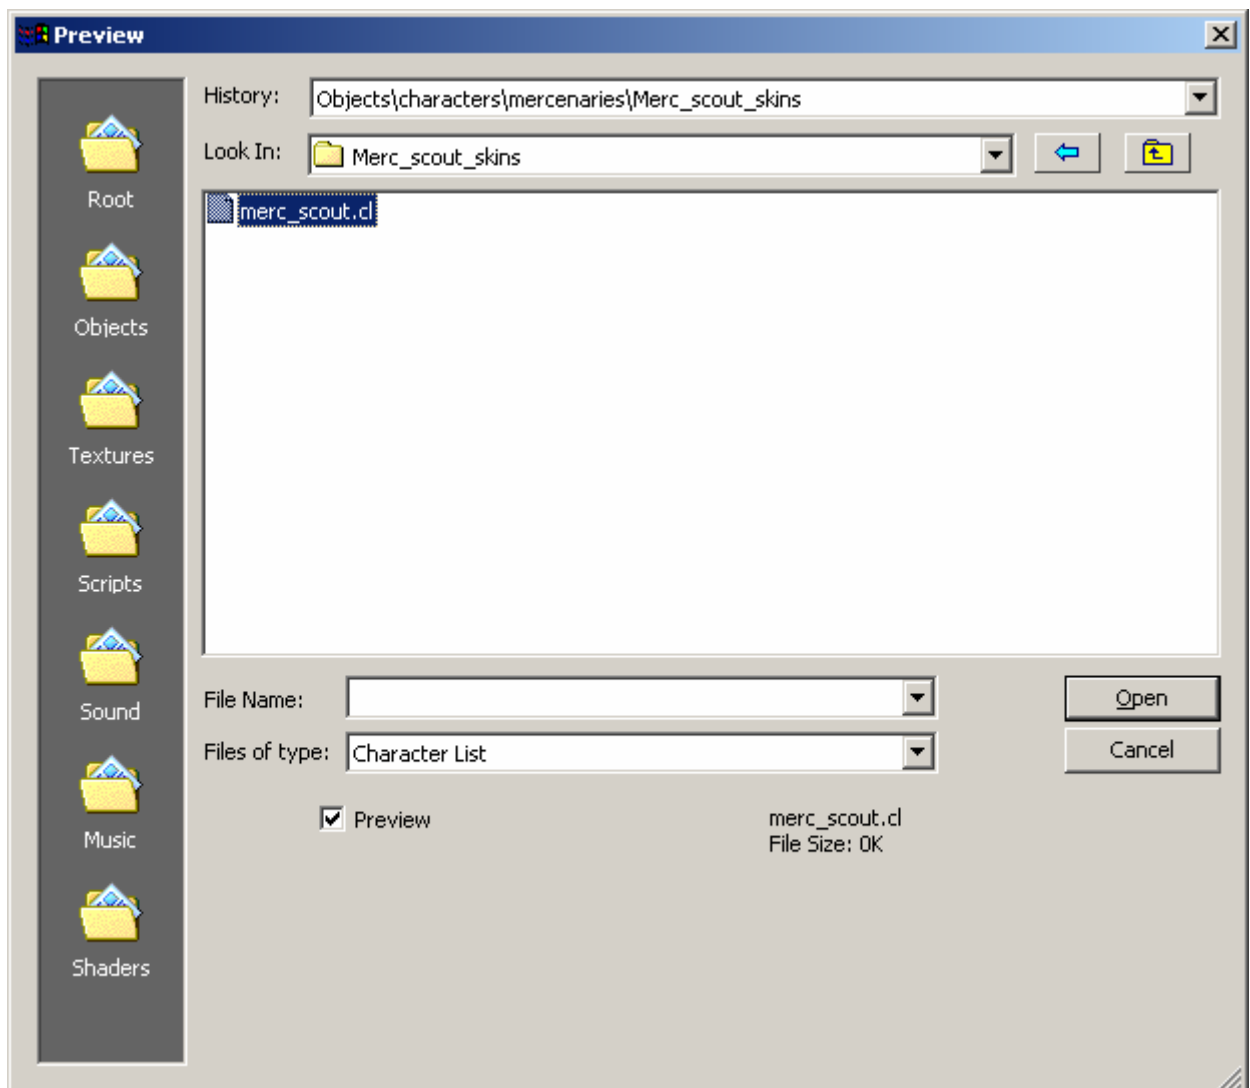 Preview
History:
Objects\characters\mercenaries\Merc_scout_skins
Look In:
Merc_scout_skins
Root
Objects
Textures
Scripts
Sound
Music
Shaders
merc_scout.cl
File Name:
Open
Files of type:
Character List
Cancel
Preview
merc_scout.cl
File Size: 0K